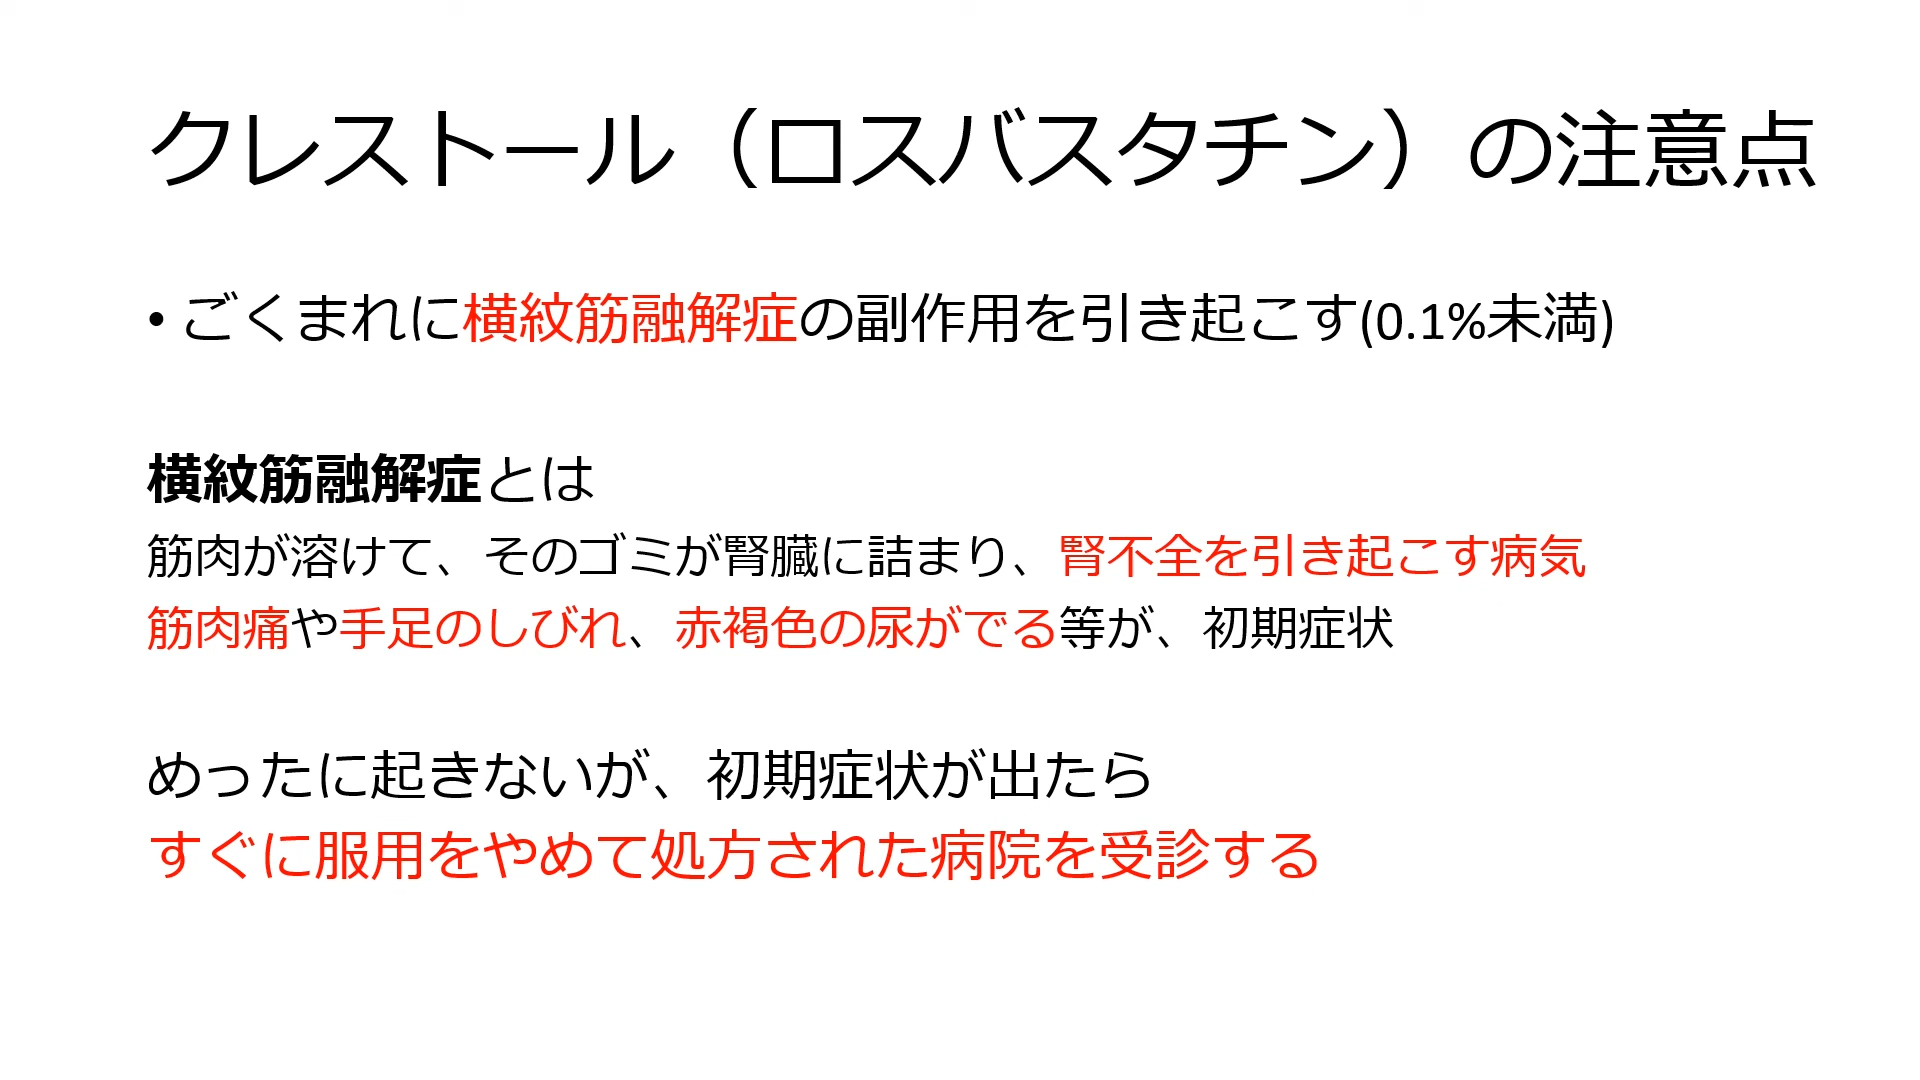 クレストール（ロスバスタチン）の注意点
• ごくまれに横紋筋融解症の副作用を引き起こす(0.1%未満)
横紋筋融解症とは
筋肉が溶けて、そのゴミが腎臓に詰まり、腎不全を引き起こす病気
筋肉痛や手足のしびれ、赤褐色の尿がでる等が、初期症状
めったに起きないが、初期症状が出たら
すぐに服用をやめて処方された病院を受診する